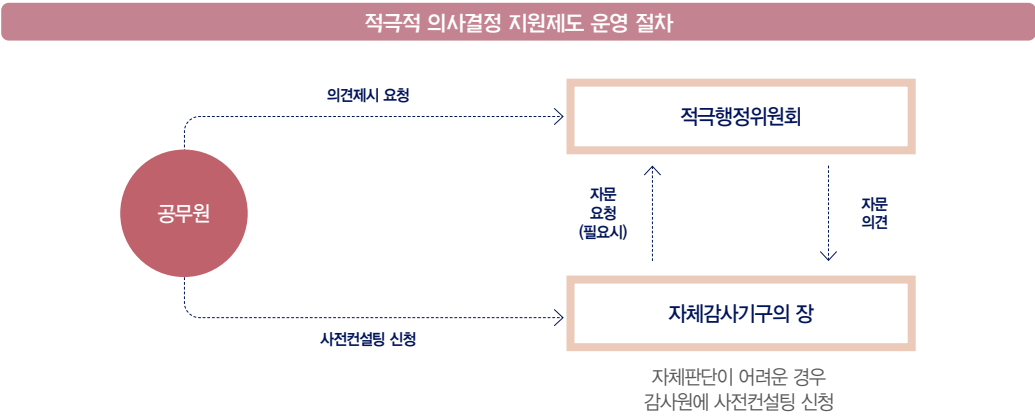 적극적 의사결정 지원제도 운영 절차
의견제시 요청
적극행정위원회
공무원
자문
요청
(필요시)
자문
의견
자체감사기구의 장
사전컨설팅 신청
자체판단이 어려운 경우
감사원에 사전컨설팅 신청